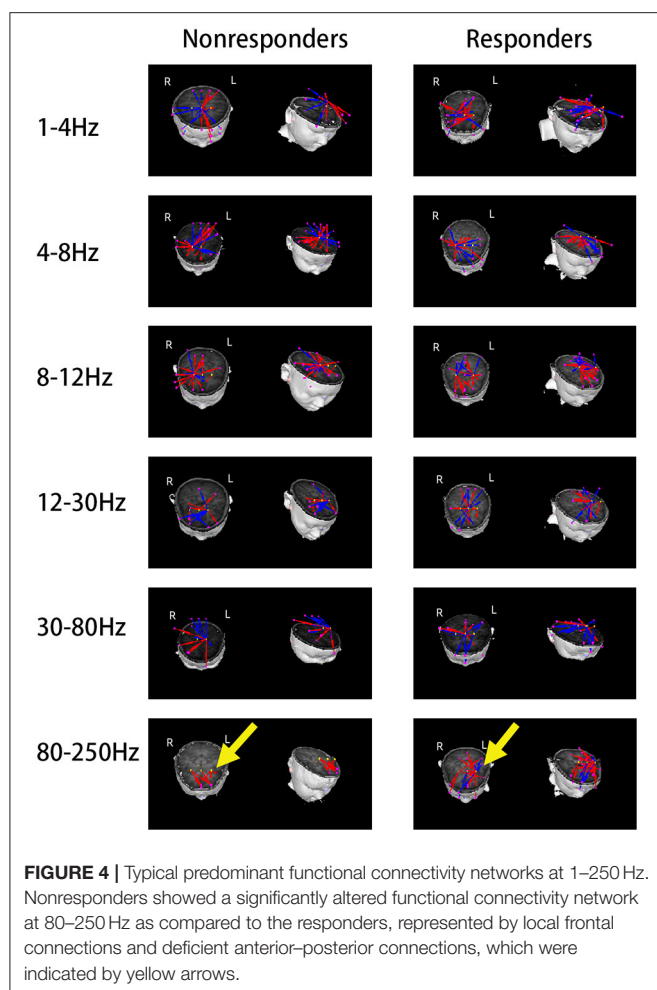 Nonresponders Responders
R L R L
1-4Hz
R L R L
4-8Hz
R L R L
8-12Hz
R L R L
12-30Hz
R L R L
30-80Hz
R L R L
80-250Hz
FIGURE 4 | Typical predominant functional connectivity networks at 1–250 Hz.
Nonresponders showed a significantly altered functional connectivity network
at 80–250 Hz as compared to the responders, represented by local frontal
connections and deficient anterior–posterior connections, which were
indicated by yellow arrows.